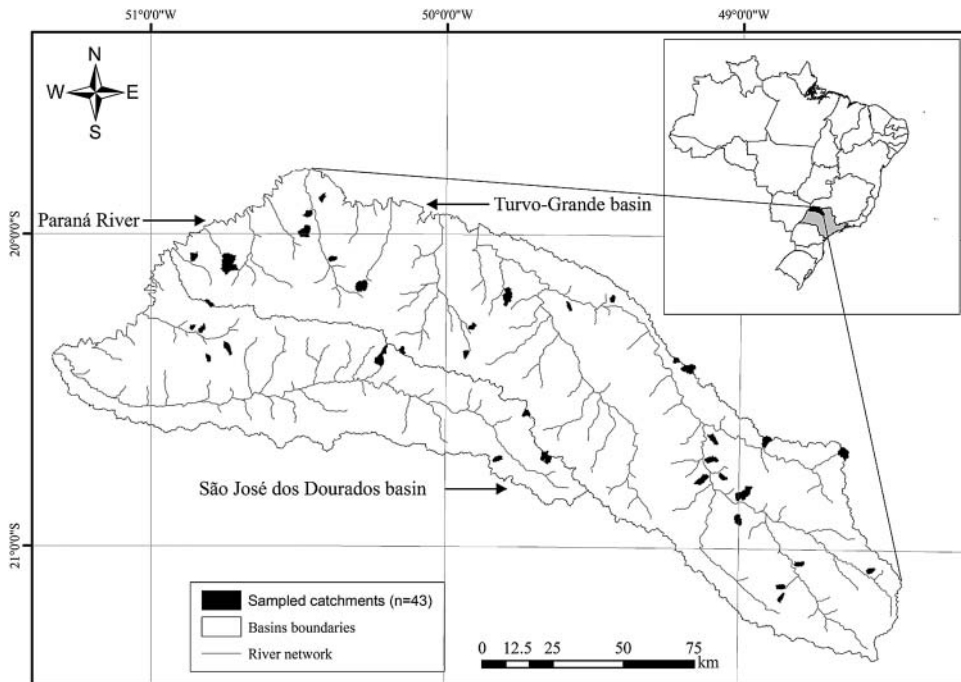 51°0'0"W 50°0'0"W 49°0'0"W
N
W E
S
Paraná River
Turvo-Grande basin
20°0'0"S
São José dos Dourados basin
21°0'0"S
Sampled catchments (n=43)
Basins boundaries
River network
0 12.5 25 50 75
km